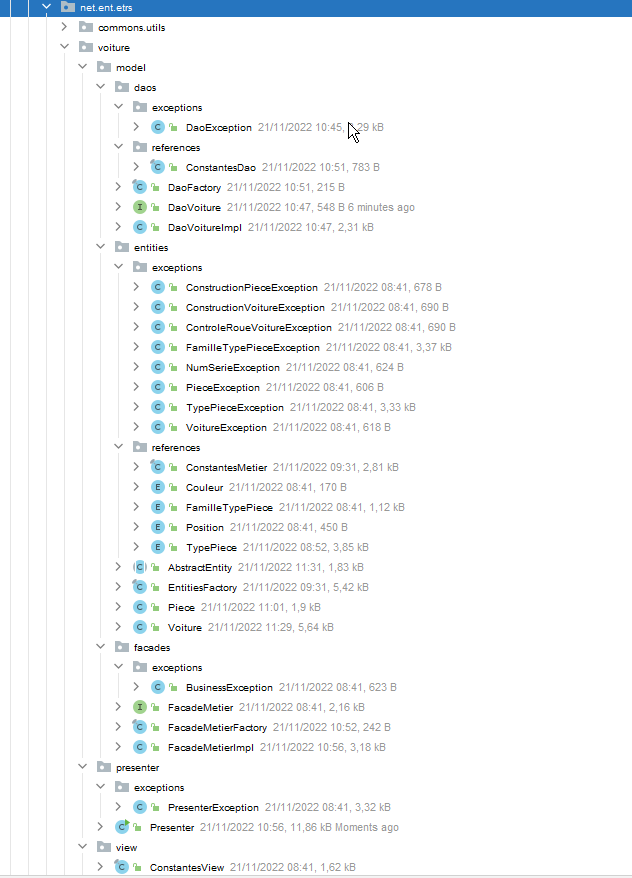 net.ent.etrs
commons.utils
voiture
model
daos
exceptions
DaoException 21/11/2022 10:45, 29 kB
references
ConstantesDao 21/11/2022 10:51, 783 B
DaoFactory 21/11/2022 10:51, 215 B
DaoVoiture 21/11/2022 10:47, 548 B 6 minutes ago
DaoVoitureImpl 21/11/2022 10:47, 2,31 kB
entities
exceptions
ConstructionPieceException 21/11/2022 08:41, 678 B
ConstructionVoitureException 21/11/2022 08:41, 690 B
ControleRoueVoitureException 21/11/2022 08:41, 690 B
FamilleTypePieceException 21/11/2022 08:41, 3,37 kB
NumSerieException 21/11/2022 08:41, 624 B
PieceException 21/11/2022 08:41, 606 B
TypePieceException 21/11/2022 08:41, 3,33 kB
VoitureException 21/11/2022 08:41, 618 B
references
ConstantesMetier 21/11/2022 09:31, 2,81 kB
Couleur 21/11/2022 08:41, 170 B
FamilleTypePiece 21/11/2022 08:41, 1,12 kB
Position 21/11/2022 08:41, 450 B
TypePiece 21/11/2022 08:52, 3,85 kB
AbstractEntity 21/11/2022 11:31, 1,83 kB
EntitiesFactory 21/11/2022 09:31, 5,42 kB
Piece 21/11/2022 11:01, 1,9 kB
Voiture 21/11/2022 11:29, 5,64 kB
facades
exceptions
BusinessException 21/11/2022 08:41, 623 B
FacadeMetier 21/11/2022 08:41, 2,16 kB
FacadeMetierFactory 21/11/2022 10:52, 242 B
FacadeMetierImpl 21/11/2022 10:56, 3,18 kB
presenter
exceptions
PresenterException 21/11/2022 08:41, 3,32 kB
Presenter 21/11/2022 10:56, 11,86 kB Moments ago
view
ConstantesView 21/11/2022 08:41, 1,62 kB